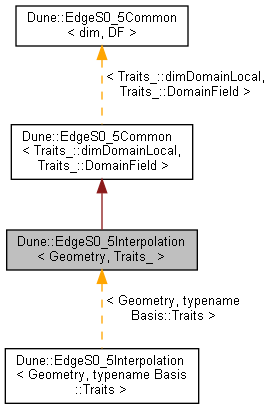 Dune::EdgeS0_5Common
< dim, DF >
< Traits_::dimDomainLocal,
Traits_::DomainField >
Dune::EdgeS0_5Common
< Traits_::dimDomainLocal,
Traits_::DomainField >
Dune::EdgeS0_5Interpolation
< Geometry, Traits_ >
< Geometry, typename
Basis::Traits >
Dune::EdgeS0_5Interpolation
< Geometry, typename Basis
::Traits >